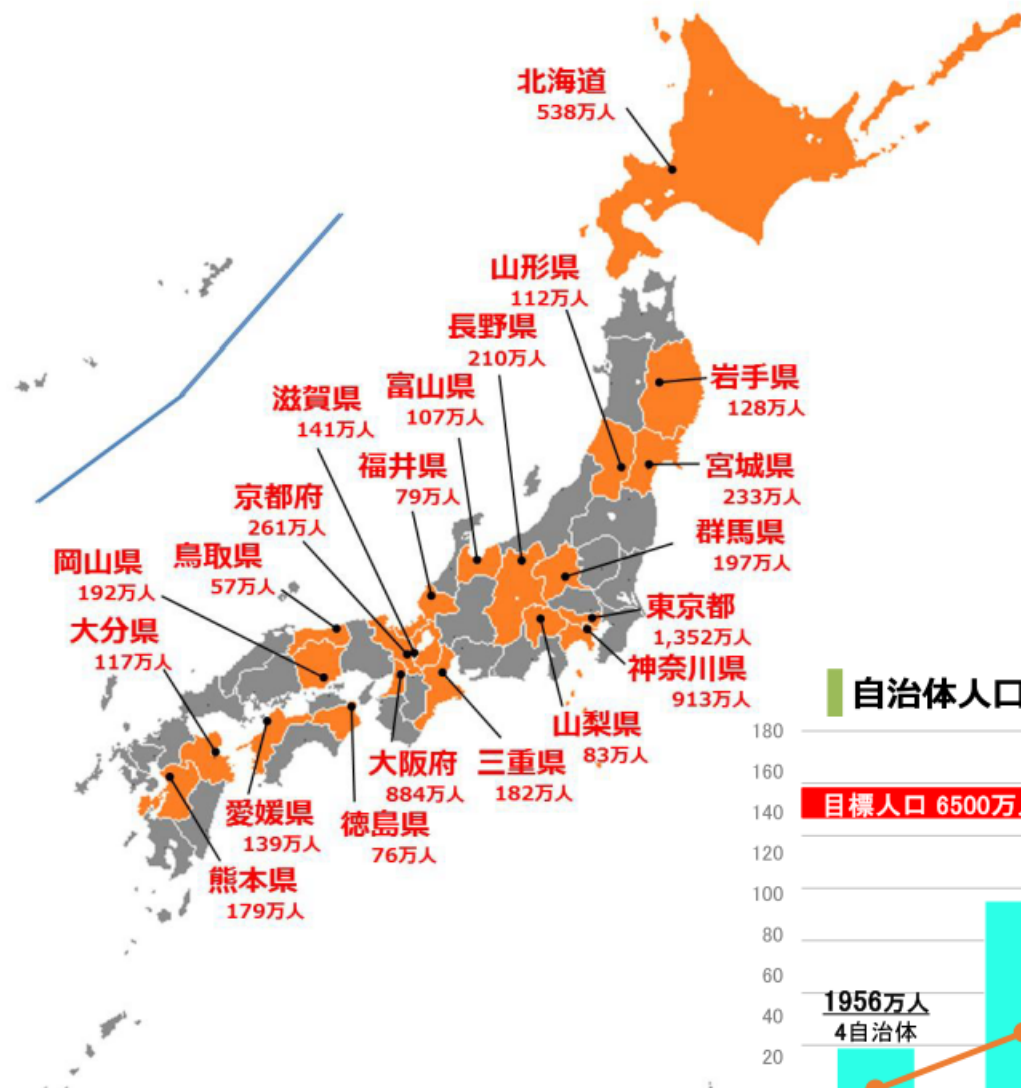 北海道
538万人
山形県
112万人
長野県
210万人
富山県
107万人
滋賀県
141万人
岩手県
128万人
福井県
79万人
宮城県
233万人
京都府
261万人
群馬県
197万人
鳥取県
57万人
岡山県
192万人
東京都
1,352万人
大分県
117万人
神奈川県
913万人
山梨県
83万人
大阪府
884万人
三重県
182万人
愛媛県
139万人
徳島県
76万人
熊本県
179万人
自治体人口
180
160
目標人口 6500万
140
120
100
80
60
1956万人
4自治体
40
20